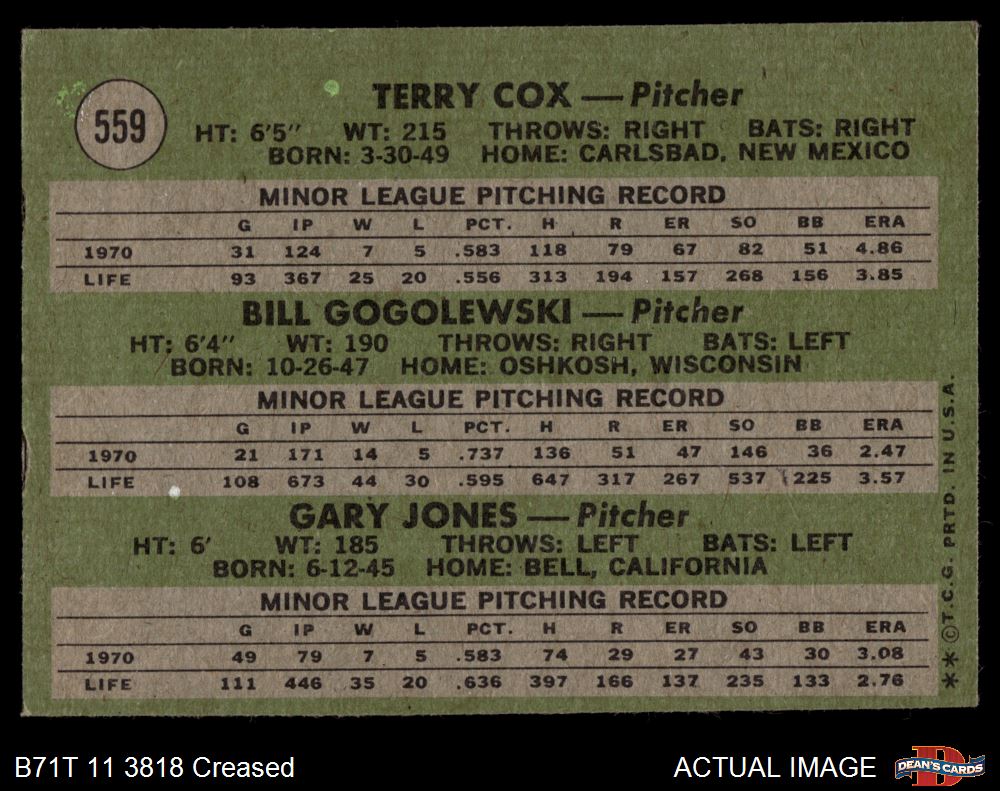 559
TERRY COX — Pitcher
HT: 6'5" WT: 215 THROWS: RIGHT BATS: RIGHT
BORN: 3-30-49 HOME: CARLSBAD, NEW MEXICO
MINOR LEAGUE PITCHING RECORD
G IP W L PCT. H R ER SO BB ERA
1970 31 124 7 5 .583 118 79 67 82 51 4.86
LIFE 93 367 25 20 .556 313 194 157 268 156 3.85
BILL GOGOLEWSKI — Pitcher
HT: 6'4" WT: 190 THROWS: RIGHT BATS: LEFT
BORN: 10-26-47 HOME: OSHKOSH, WISCONSIN
MINOR LEAGUE PITCHING RECORD
G IP W L PCT. H R ER SO BB ERA
1970 21 171 14 5 .737 136 51 47 146 36 2.47
LIFE 108 673 44 30 .595 647 317 267 537 225 3.57
GARY JONES — Pitcher
HT: 6' WT: 185 THROWS: LEFT BATS: LEFT
BORN: 6-12-45 HOME: BELL, CALIFORNIA
MINOR LEAGUE PITCHING RECORD
G IP W L PCT. H R ER SO BB ERA
1970 49 79 7 5 .583 74 29 27 43 30 3.08
LIFE 111 446 35 20 .636 397 166 137 235 133 2.76
** © T.C.G. PRTD. IN U.S.A.
B71T 11 3818 Creased
ACTUAL IMAGE
D
DEAN'S CARDS